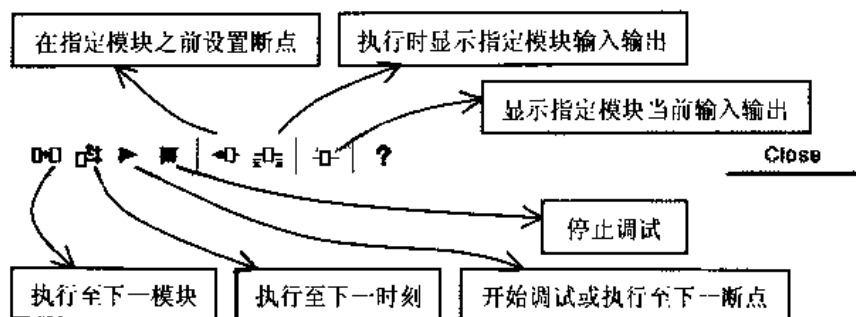 在指定模块之前设置断点
执行时显示指定模块输入输出
显示指定模块当前输入输出
?
Close
停止调试
执行至下一模块
执行至下一时刻
开始调试或执行至下一断点